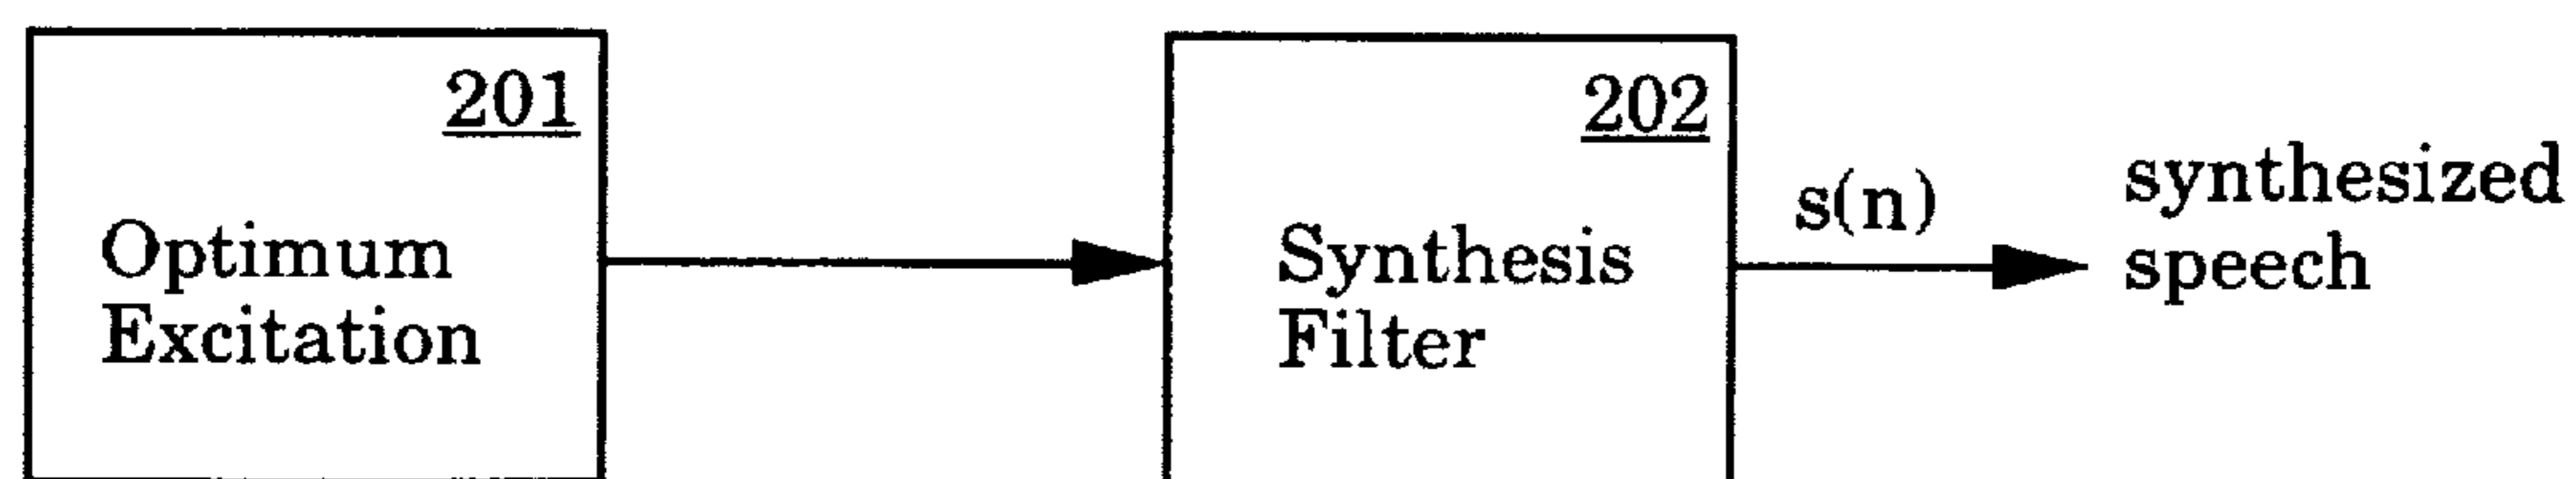 201
Optimum
Excitation
202
Synthesis
Filter
s(n)
synthesized
speech